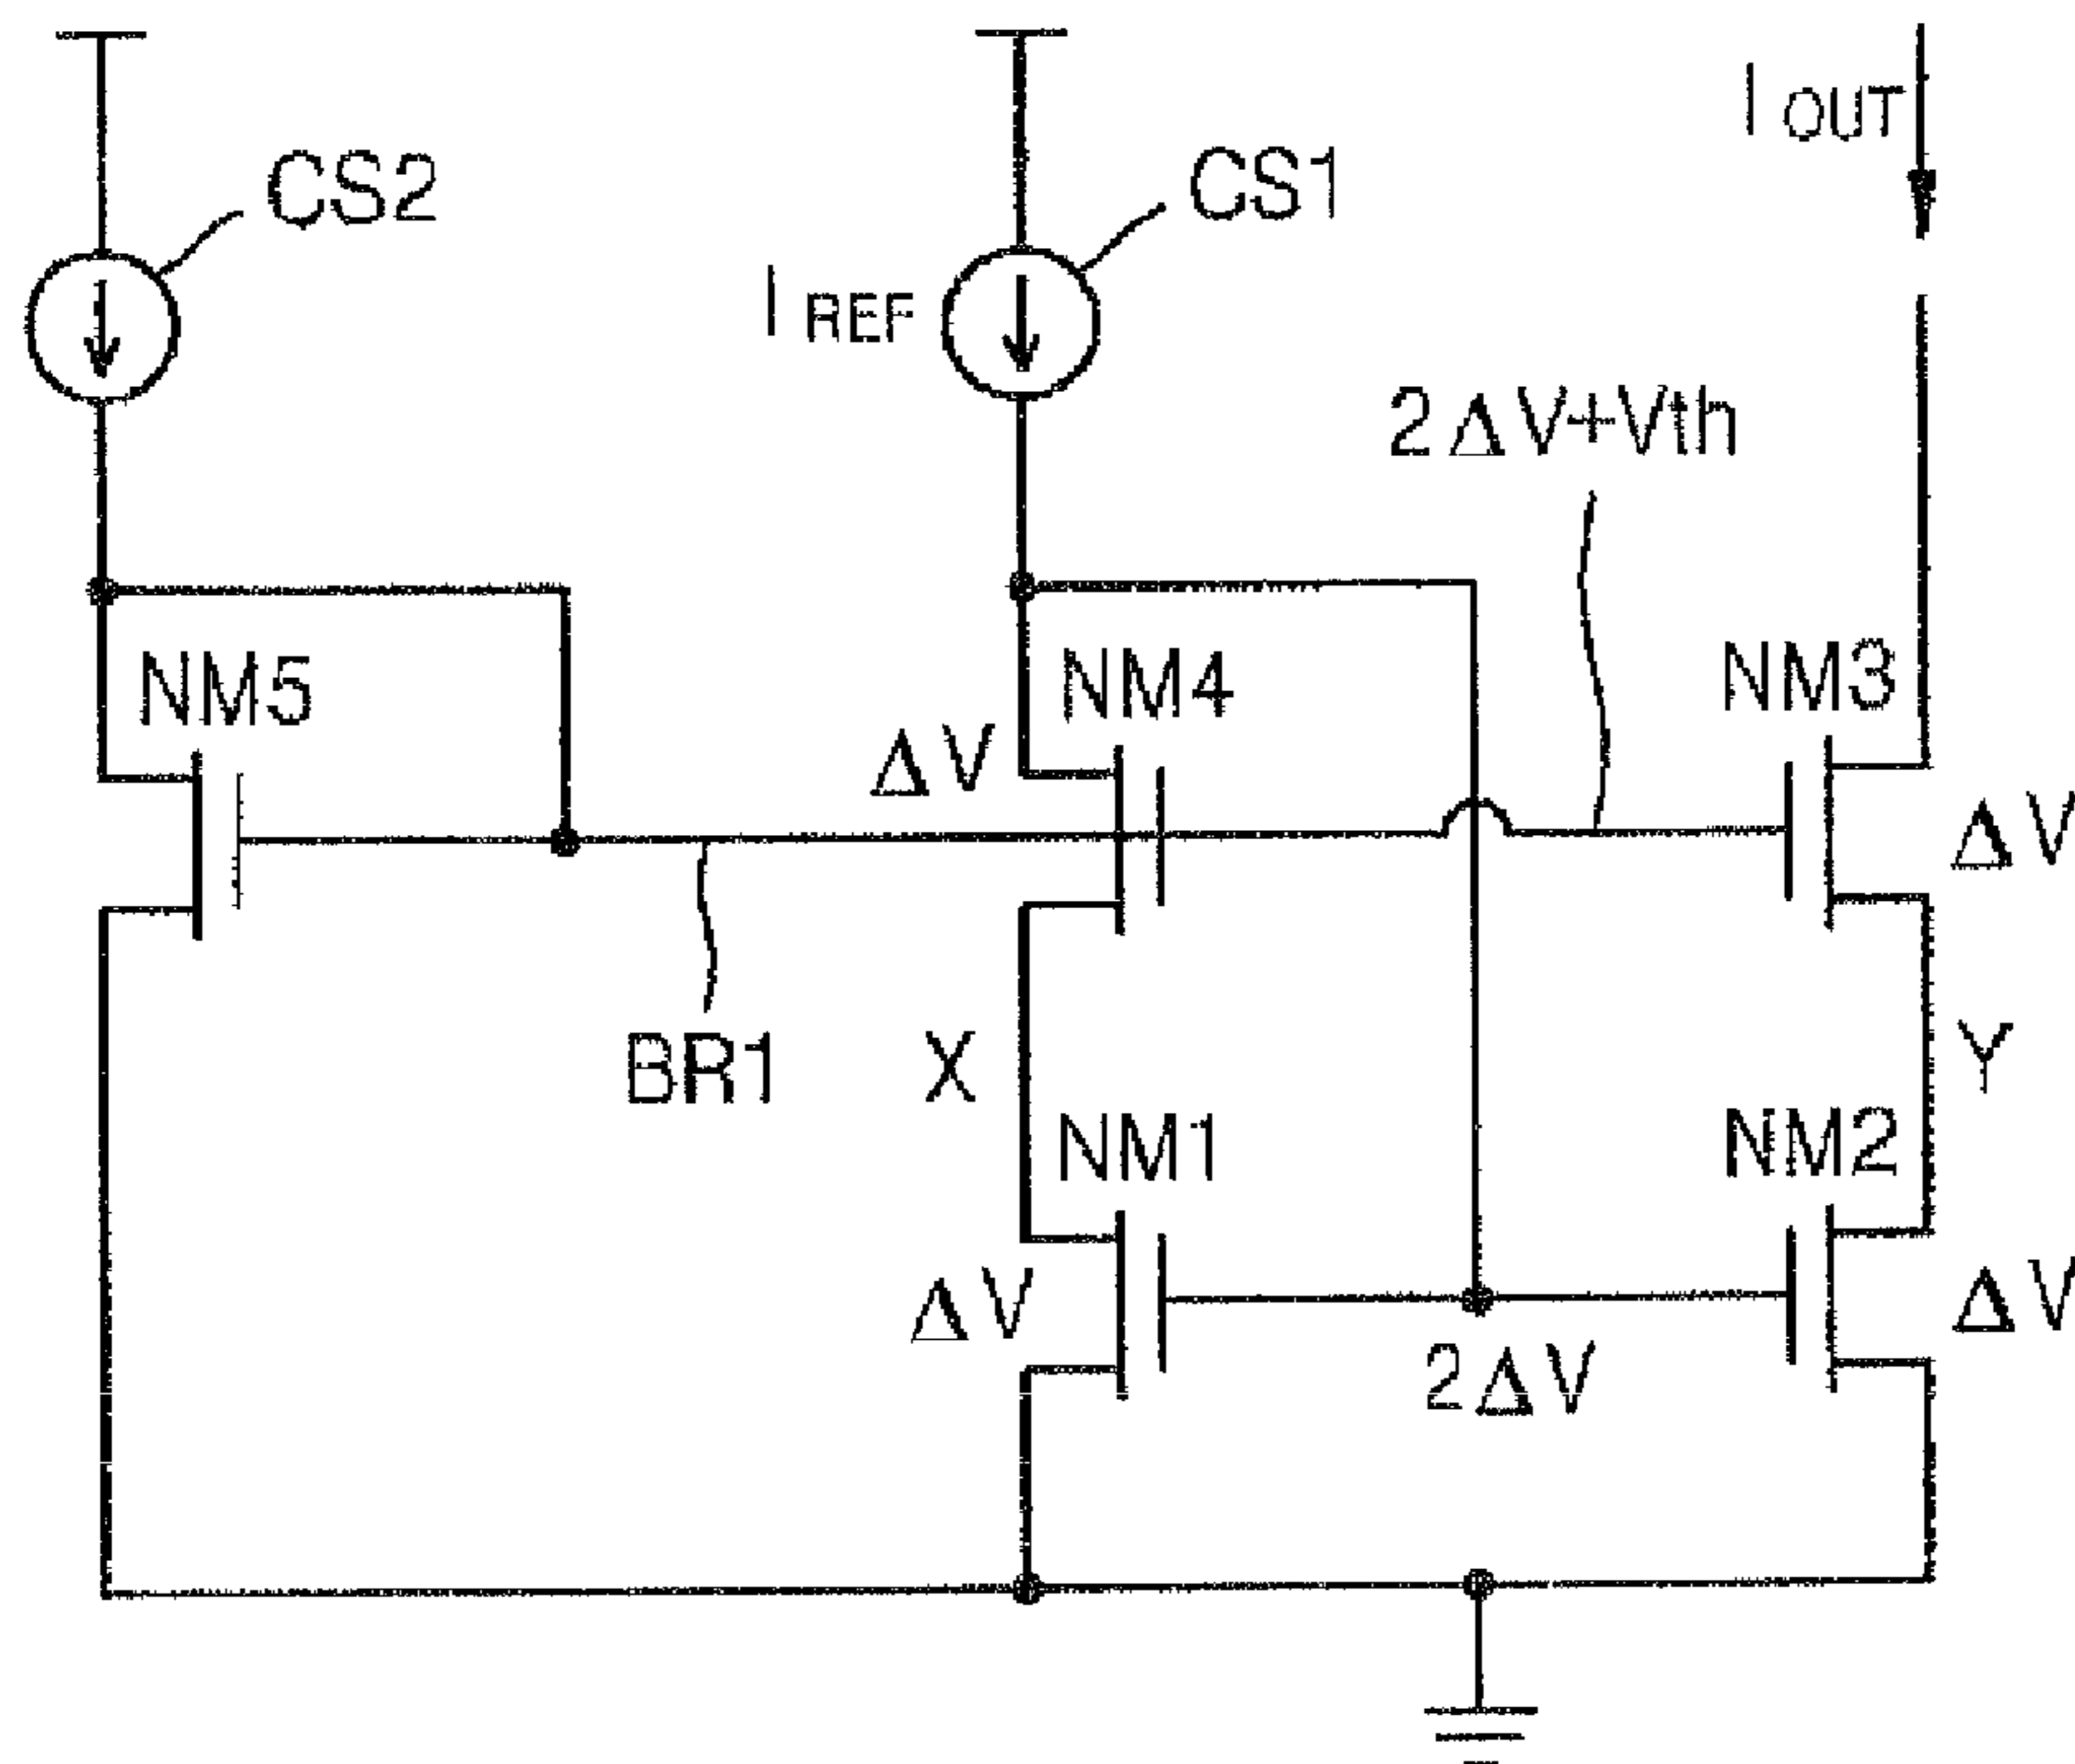 I OUT
CS2
CS1
I REF
2ΔV+Vth
NM5
NM4
NM3
ΔV
ΔV
BR1
X
Y
NM1
NM2
ΔV
ΔV
2ΔV